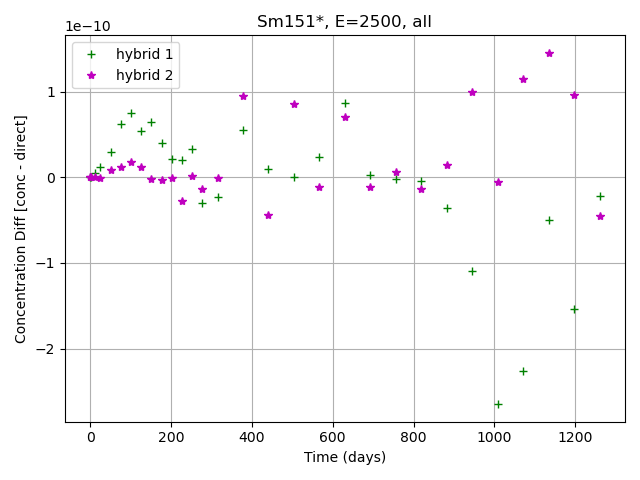 Sm151*, E=2500, all
1e−10
hybrid 1
hybrid 2
1
0
−1
−2
Concentration Diff [conc - direct]
0 200 400 600 800 1000 1200
Time (days)